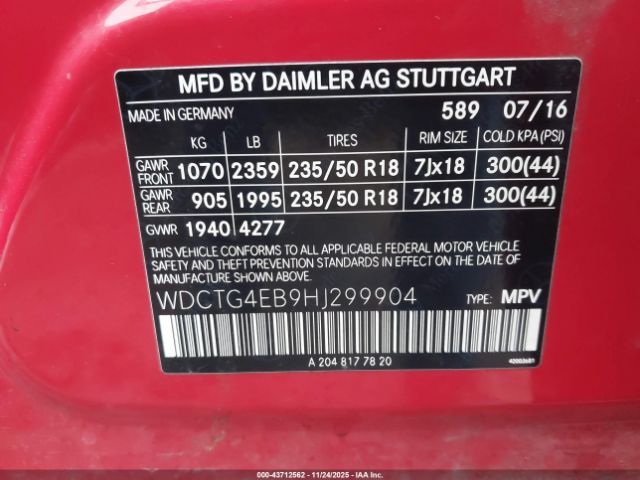 MFD BY DAIMLER AG STUTTGART
MADE IN GERMANY 589 07/16
KG LB TIRES RIM SIZE COLD KPA (PSI)
GAWR FRONT 1070 2359 235/50 R18 7Jx18 300(44)
GAWR REAR 905 1995 235/50 R18 7Jx18 300(44)
GVWR 1940 4277
THIS VEHICLE CONFORMS TO ALL APPLICABLE FEDERAL MOTOR VEHICLE
SAFETY AND THEFT PREVENTION STANDARDS IN EFFECT ON THE DATE OF
MANUFACTURE SHOWN ABOVE.
WDCTG4EB9HJ299904 TYPE: MPV
A 204 817 78 20
000-43712562 - 11/24/2025 - IAA Inc.